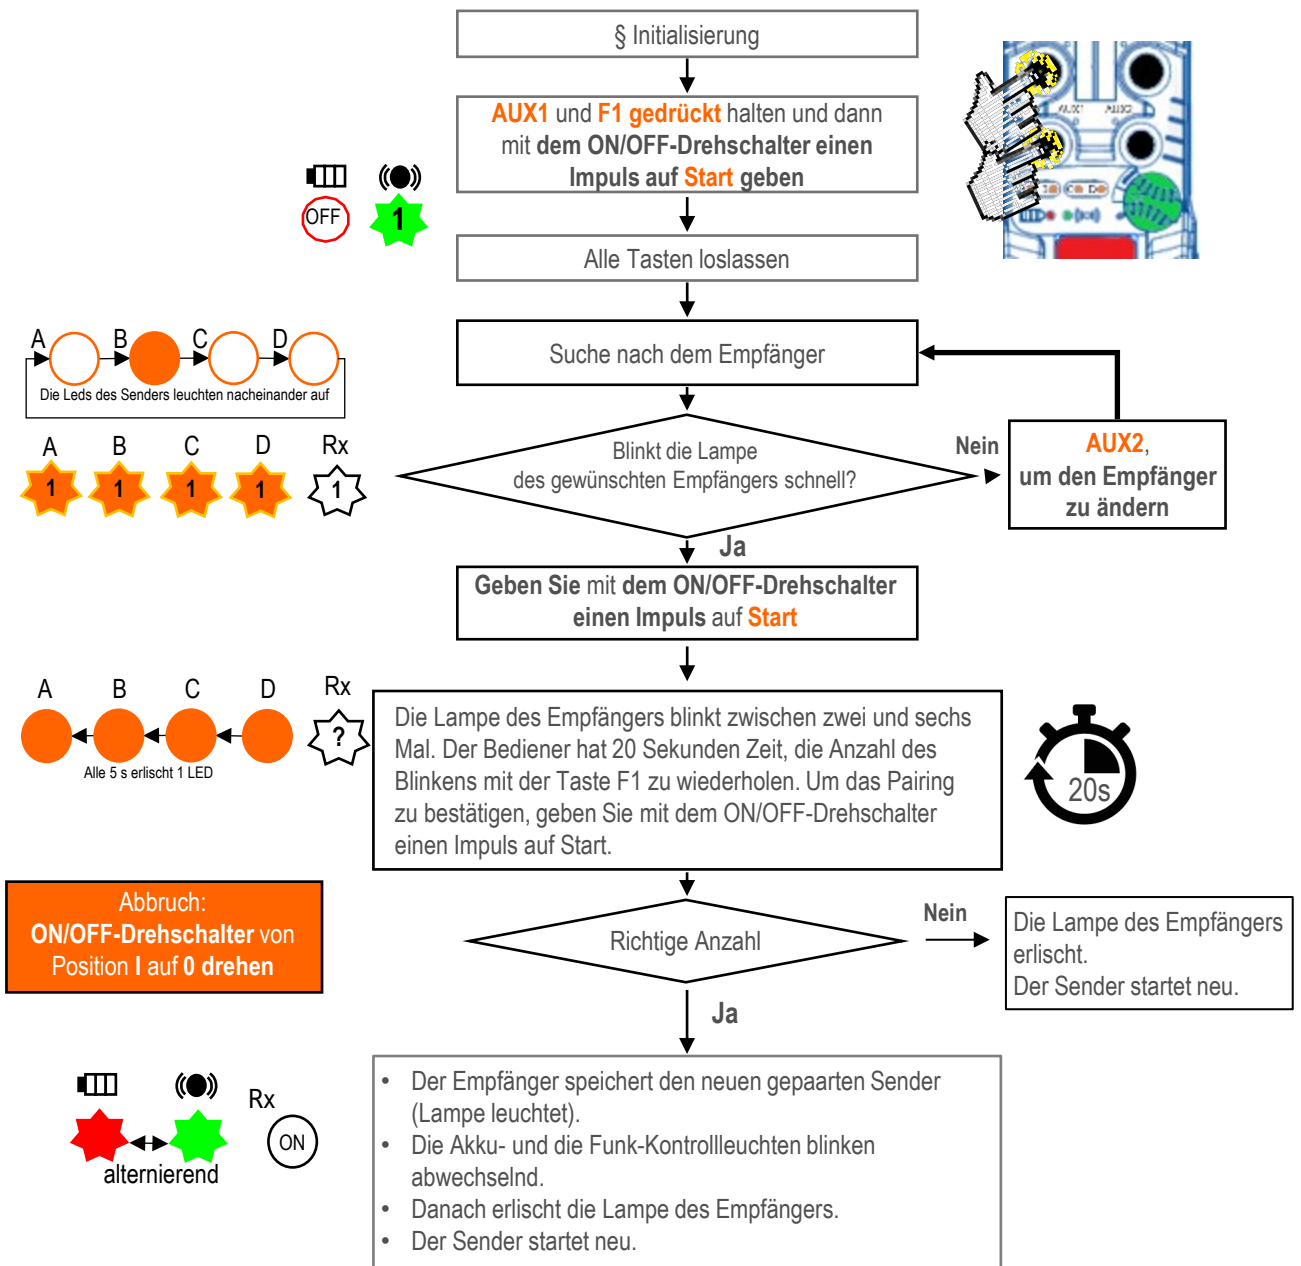 § Initialisierung
AUX1 und F1 gedrückt halten und dann
mit dem ON/OFF-Drehschalter einen
Impuls auf Start geben
AUX1 AUX2
OFF
1
Alle Tasten loslassen
A B C D
Die Leds des Senders leuchten nacheinander auf
Suche nach dem Empfänger
A B C D Rx
1 1 1 1 1
Blinkt die Lampe
des gewünschten Empfängers schnell?
Nein
AUX2,
um den Empfänger
zu ändern
Ja
Geben Sie mit dem ON/OFF-Drehschalter
einen Impuls auf Start
A B C D Rx
?
Alle 5 s erlischt 1 LED
Die Lampe des Empfängers blinkt zwischen zwei und sechs
Mal. Der Bediener hat 20 Sekunden Zeit, die Anzahl des
Blinkens mit der Taste F1 zu wiederholen. Um das Pairing
zu bestätigen, geben Sie mit dem ON/OFF-Drehschalter
einen Impuls auf Start.
20s
Abbruch:
ON/OFF-Drehschalter von
Position I auf 0 drehen
Richtige Anzahl
Nein
Die Lampe des Empfängers
erlischt.
Der Sender startet neu.
Ja
Rx
ON
alternierend
• Der Empfänger speichert den neuen gepaarten Sender
(Lampe leuchtet).
• Die Akku- und die Funk-Kontrollleuchten blinken
abwechselnd.
• Danach erlischt die Lampe des Empfängers.
• Der Sender startet neu.